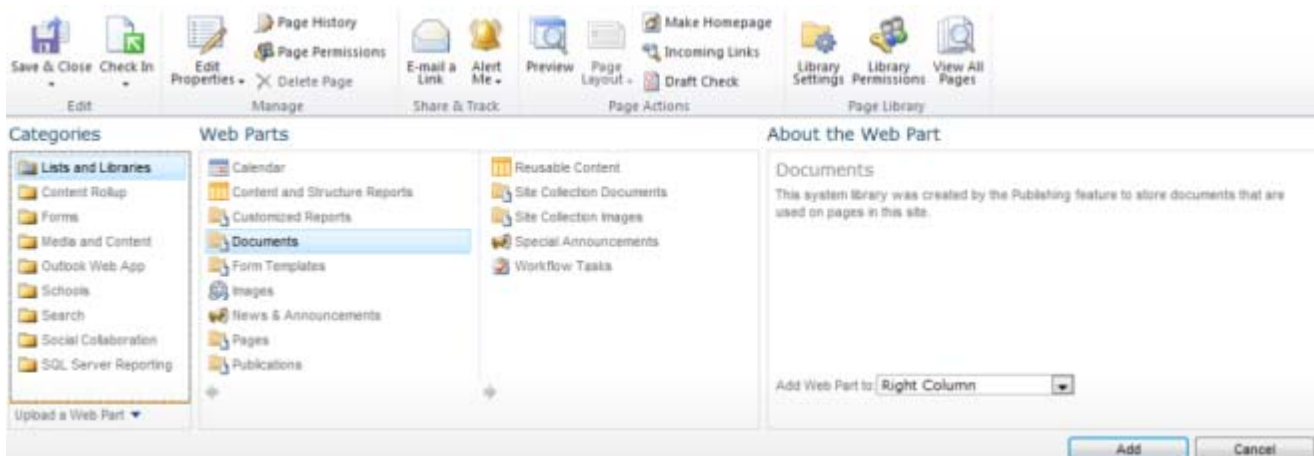 Save & Close
Check In
Edit
Edit Properties
Page History
Page Permissions
Delete Page
Manage
E-mail a Link
Alert Me
Share & Track
Preview
Page Layout
Make Homepage
Incoming Links
Draft Check
Page Actions
Library Settings
Library Permissions
View All Pages
Page Library
Categories
Lists and Libraries
Content Rollup
Forms
Media and Content
Outlook Web App
Schools
Search
Social Collaboration
SQL Server Reporting
Upload a Web Part
Web Parts
Calendar
Content and Structure Reports
Customized Reports
Documents
Form Templates
Images
News & Announcements
Pages
Publications
Reusable Content
Site Collection Documents
Site Collection Images
Special Announcements
Workflow Tasks
About the Web Part
Documents
This system library was created by the Publishing feature to store documents that are
used on pages in this site.
Add Web Part to: Right Column
Add
Cancel